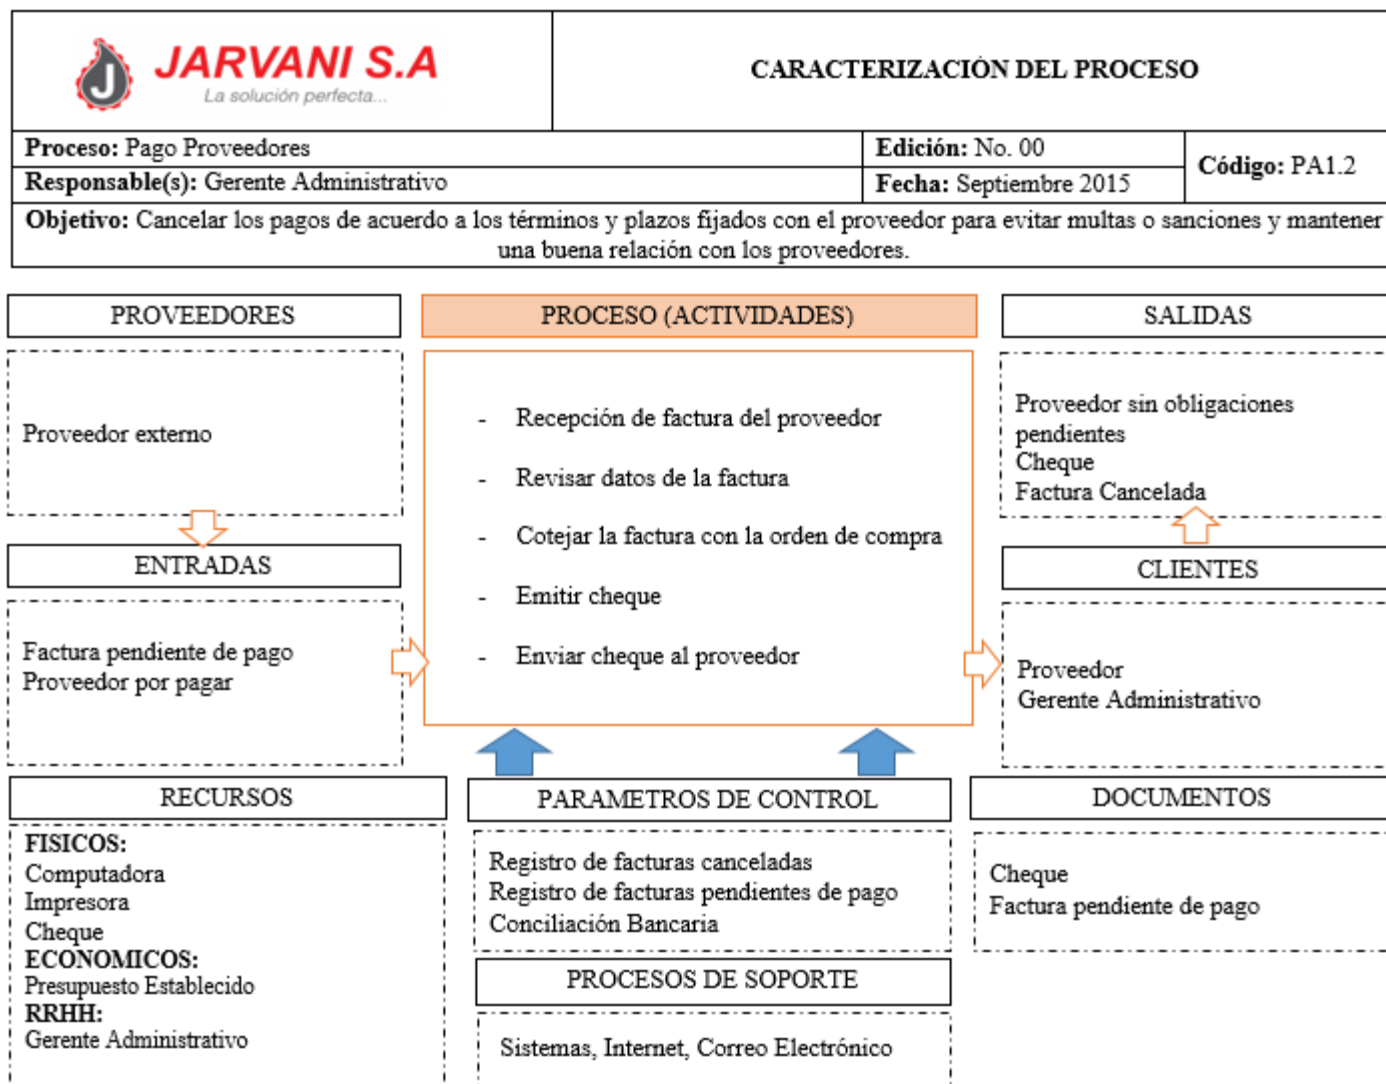 J
JARVANI S.A
La solución perfecta...
CARACTERIZACIÓN DEL PROCESO
Proceso: Pago Proveedores
Edición: No. 00
Código: PA1.2
Responsable(s): Gerente Administrativo
Fecha: Septiembre 2015
Objetivo: Cancelar los pagos de acuerdo a los términos y plazos fijados con el proveedor para evitar multas o sanciones y mantener
una buena relación con los proveedores.
PROVEEDORES
Proveedor externo
ENTRADAS
Factura pendiente de pago
Proveedor por pagar
PROCESO (ACTIVIDADES)
- Recepción de factura del proveedor
- Revisar datos de la factura
- Cotejar la factura con la orden de compra
- Emitir cheque
- Enviar cheque al proveedor
SALIDAS
Proveedor sin obligaciones
pendientes
Cheque
Factura Cancelada
CLIENTES
Proveedor
Gerente Administrativo
RECURSOS
FISICOS:
Computadora
Impresora
Cheque
ECONOMICOS:
Presupuesto Establecido
RRHH:
Gerente Administrativo
PARAMETROS DE CONTROL
Registro de facturas canceladas
Registro de facturas pendientes de pago
Conciliación Bancaria
PROCESOS DE SOPORTE
Sistemas, Internet, Correo Electrónico
DOCUMENTOS
Cheque
Factura pendiente de pago